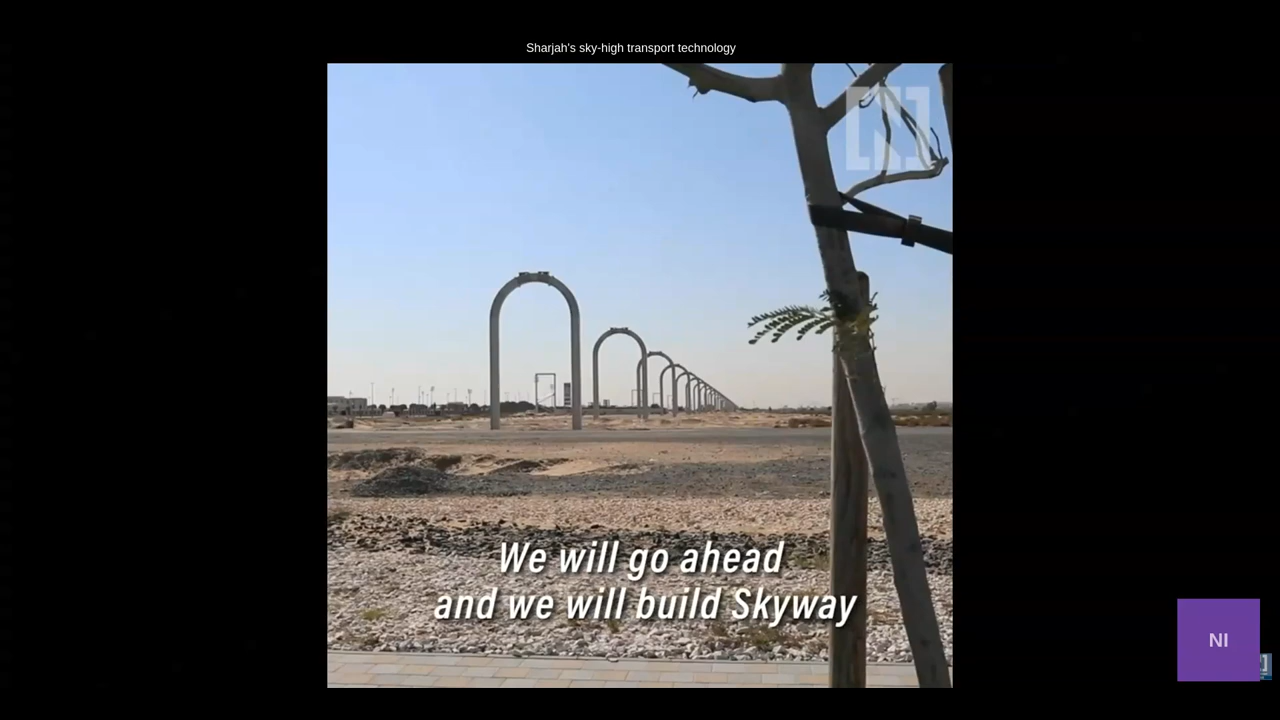 Sharjah's sky-high transport technology
We will go ahead
and we will build Skyway
NI